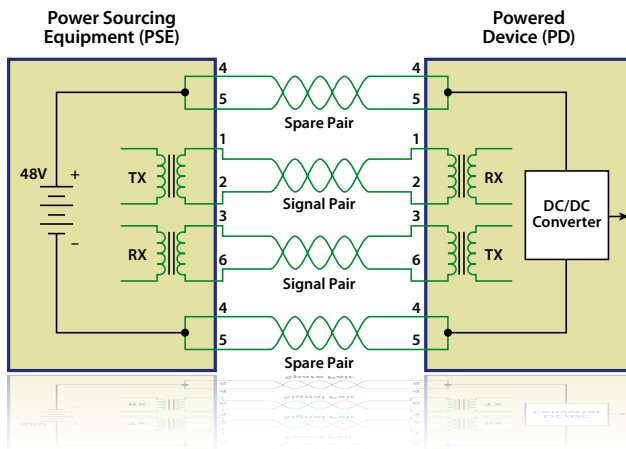 Power Sourcing
Equipment (PSE)
Powered
Device (PD)
4
4
5
5
Spare Pair
1
1
48V
+
TX
RX
2
2
Signal Pair
DC/DC
Converter
3
3
–
RX
TX
6
6
Signal Pair
4
4
5
5
Spare Pair